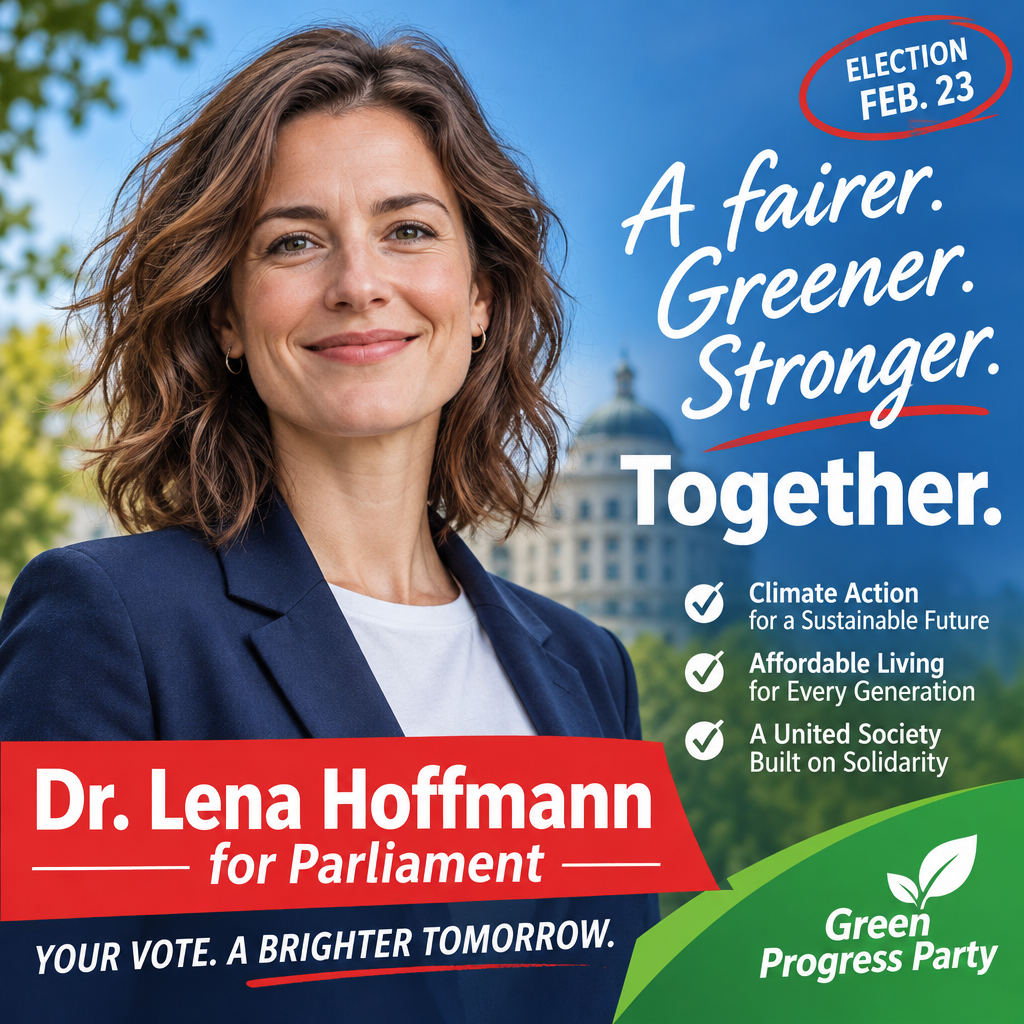 ELECTION
FEB. 23
A fairer.
Greener.
Stronger.
Together.
Climate Action
for a Sustainable Future
Affordable Living
for Every Generation
A United Society
Built on Solidarity
Dr. Lena Hoffmann
for Parliament
YOUR VOTE. A BRIGHTER TOMORROW.
Green
Progress Party